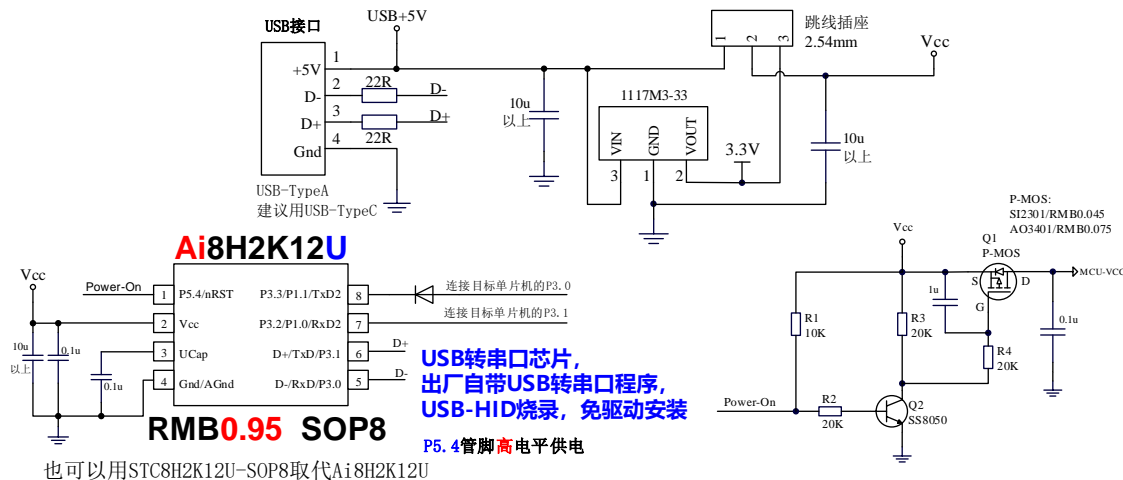 USB接口
USB+5V
1
+5V
2
D-
22R
D-
3
D+
22R
D+
4
Gnd
USB-TypeA
建议用USB-TypeC
10u
以上
跳线插座
2.54mm
1
2
3
Vcc
1117M3-33
VIN
GND
VOUT
3
1
2
3.3V
10u
以上
Ai8H2K12U
Vcc
Power-On
1
P5.4/nRST
2
Vcc
3
UCap
4
Gnd/AGnd
P3.3/P1.1/TxD2
8
连接目标单片机的P3.0
P3.2/P1.0/RxD2
7
连接目标单片机的P3.1
D+/TxD/P3.1
6
D+
D-/RxD/P3.0
5
D-
10u
以上
0.1u
0.1u
RMB0.95 SOP8
USB转串口芯片,
出厂自带USB转串口程序,
USB-HID烧录，免驱动安装
P5.4管脚高电平供电
也可以用STC8H2K12U-SOP8取代Ai8H2K12U
P-MOS:
SI2301/RMB0.045
AO3401/RMB0.075
Vcc
Q1
P-MOS
S
D
G
MCU-VCC
1u
0.1u
R1
10K
R3
20K
R4
20K
Power-On
R2
20K
Q2
SS8050